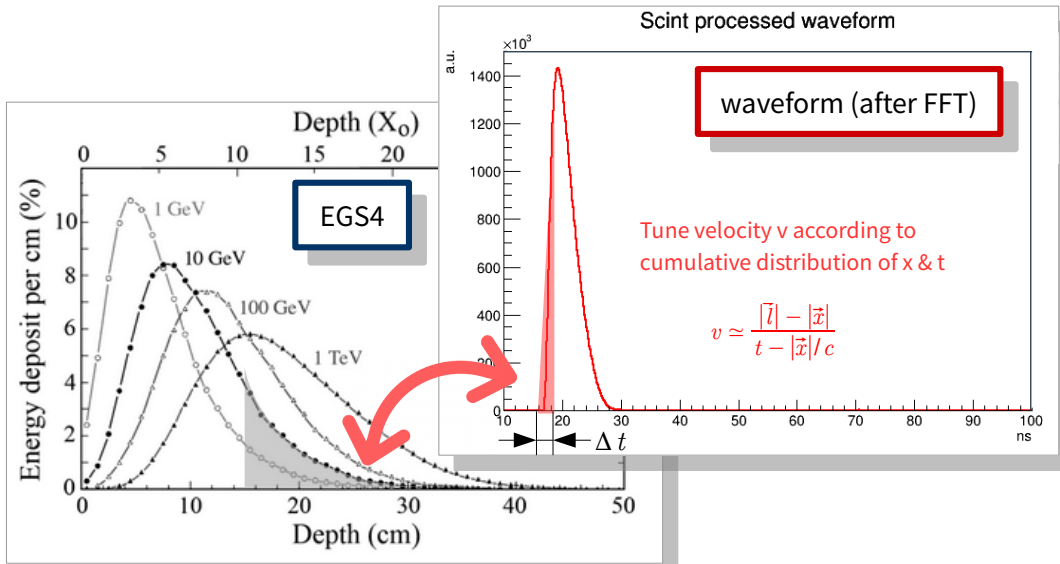 Scint processed waveform
×10³
a.u.
1400
1200
1000
800
600
400
200
0
10 20 30 40 50 60 70 80 90 100
ns
waveform (after FFT)
Tune velocity v according to
cumulative distribution of x & t
v ≃ (|l⃗| − |x⃗|) / (t − |x⃗|/c)
Δ t
Depth (X₀)
0 5 10 15 20
EGS4
Energy deposit per cm (%)
10
8
6
4
2
0
1 GeV
10 GeV
100 GeV
1 TeV
0 10 20 30 40 50
Depth (cm)